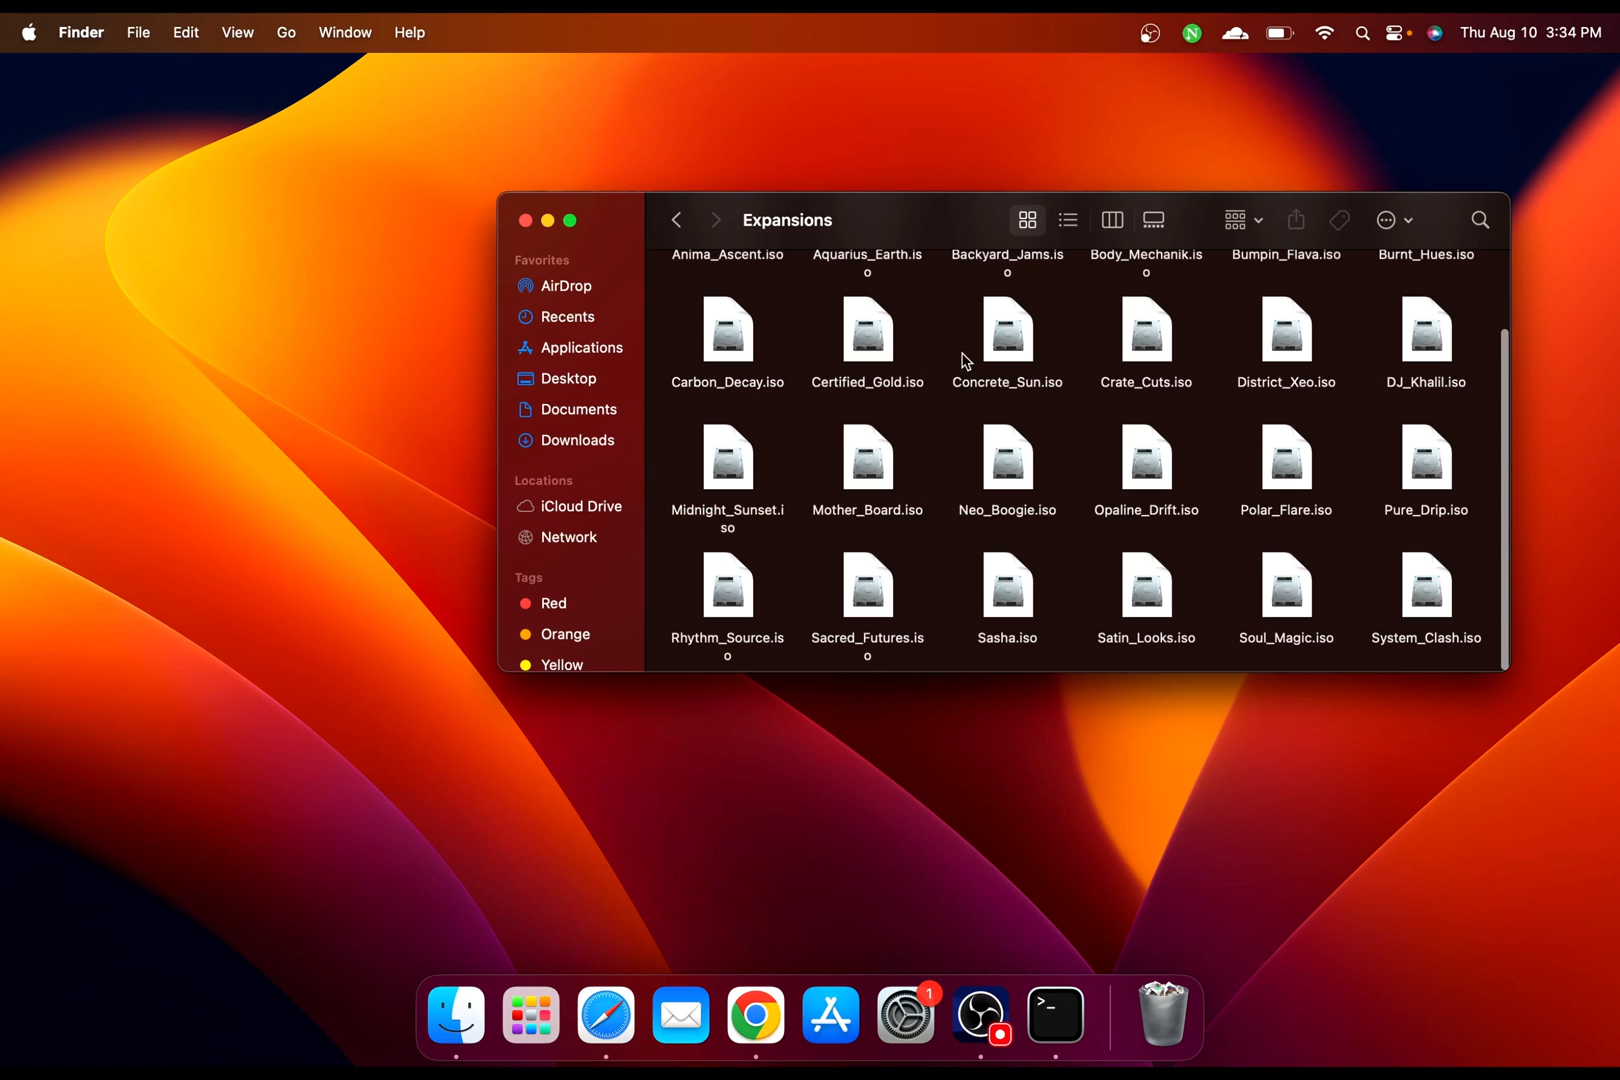 Finder File Edit View Go Window Help
N
Thu Aug 10 3:34 PM
Expansions
Favorites
AirDrop
Recents
Applications
Desktop
Documents
Downloads
Locations
iCloud Drive
Network
Tags
Red
Orange
Yellow
Anima_Ascent.iso
Aquarius_Earth.is
o
Backyard_Jams.is
o
Body_Mechanik.is
o
Bumpin_Flava.iso
Burnt_Hues.iso
Carbon_Decay.iso
Certified_Gold.iso
Concrete_Sun.iso
Crate_Cuts.iso
District_Xeo.iso
DJ_Khalil.iso
Midnight_Sunset.i
so
Mother_Board.iso
Neo_Boogie.iso
Opaline_Drift.iso
Polar_Flare.iso
Pure_Drip.iso
Rhythm_Source.is
o
Sacred_Futures.is
o
Sasha.iso
Satin_Looks.iso
Soul_Magic.iso
System_Clash.iso
1
>_